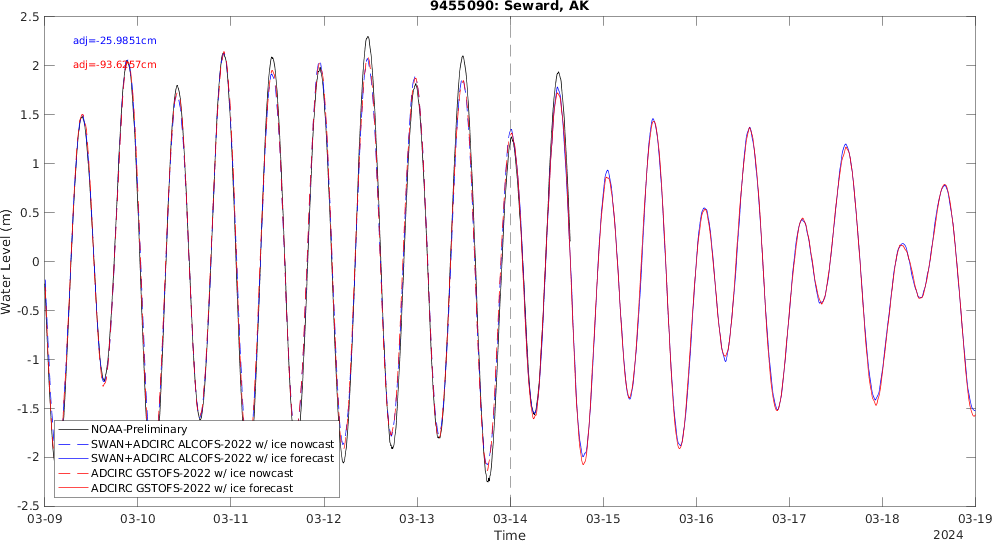 9455090: Seward, AK
adj=-25.9851cm
adj=-93.6257cm
2.5
2
1.5
1
0.5
0
-0.5
-1
-1.5
-2
-2.5
Water Level (m)
NOAA-Preliminary
SWAN+ADCIRC ALCOFS-2022 w/ ice nowcast
SWAN+ADCIRC ALCOFS-2022 w/ ice forecast
ADCIRC GSTOFS-2022 w/ ice nowcast
ADCIRC GSTOFS-2022 w/ ice forecast
03-09 03-10 03-11 03-12 03-13 03-14 03-15 03-16 03-17 03-18 03-19
Time
2024